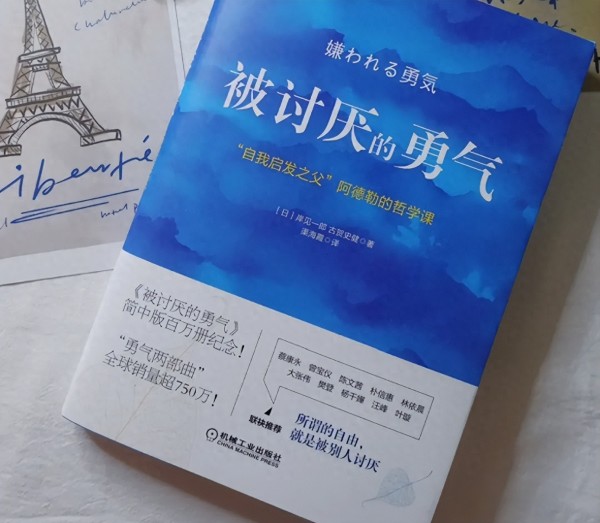 liberté
嫌われる勇気
被讨厌的勇气
“自我启发之父”阿德勒的哲学课
〔日〕岸见一郎 古贺史健◎著
渠海霞◎译
《被讨厌的勇气》
简中版百万册纪念！
“勇气两部曲”
全球销量超750万！
蔡康永 曾宝仪 陈文茜 朴信惠 林依晨
大张伟 樊登 杨千嬅 汪峰 叶璇
联袂推荐
所谓的自由，
就是被别人讨厌
机械工业出版社
CHINA MACHINE PRESS